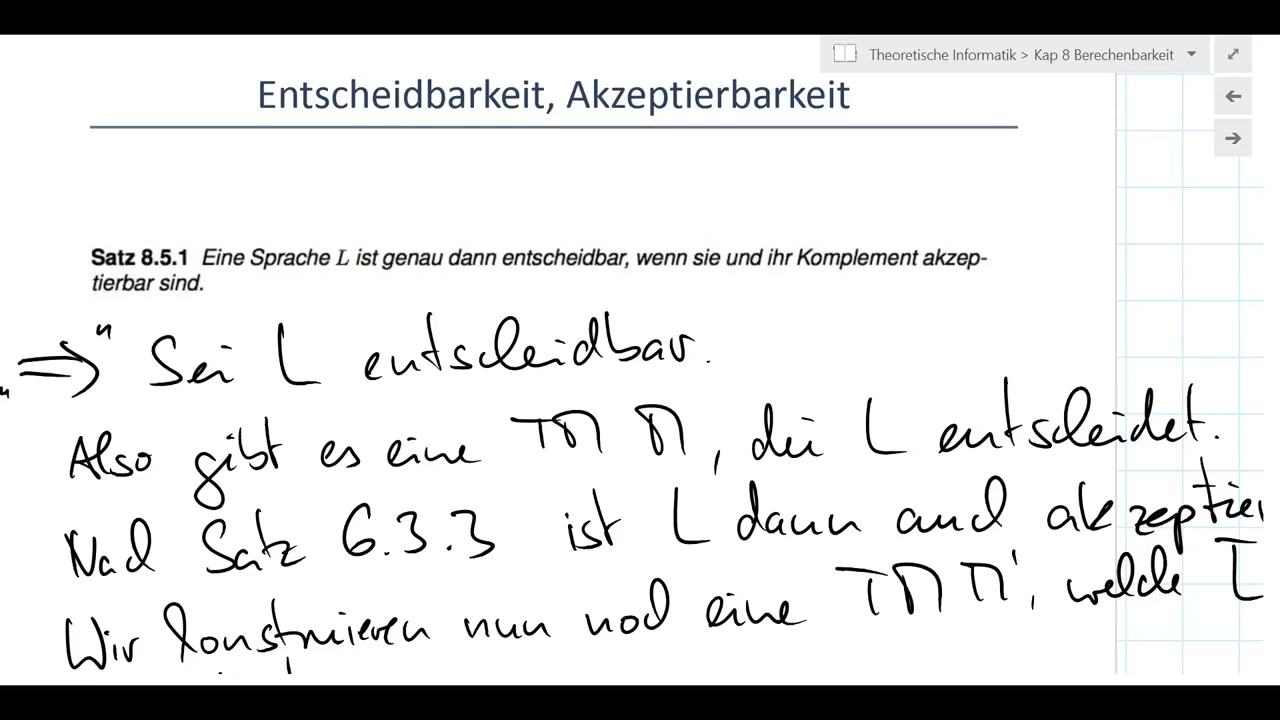 Theoretische Informatik > Kap 8 Berechenbarkeit
Entscheidbarkeit, Akzeptierbarkeit
Satz 8.5.1 Eine Sprache L ist genau dann entscheidbar, wenn sie und ihr Komplement akzep-
tierbar sind.
„⇒" Sei L entscheidbar.
Also gibt es eine TM M, die L entscheidet.
Nach Satz 6.3.3 ist L dann auch akzeptier
Wir konstruieren nun noch eine TM M', welche L̅